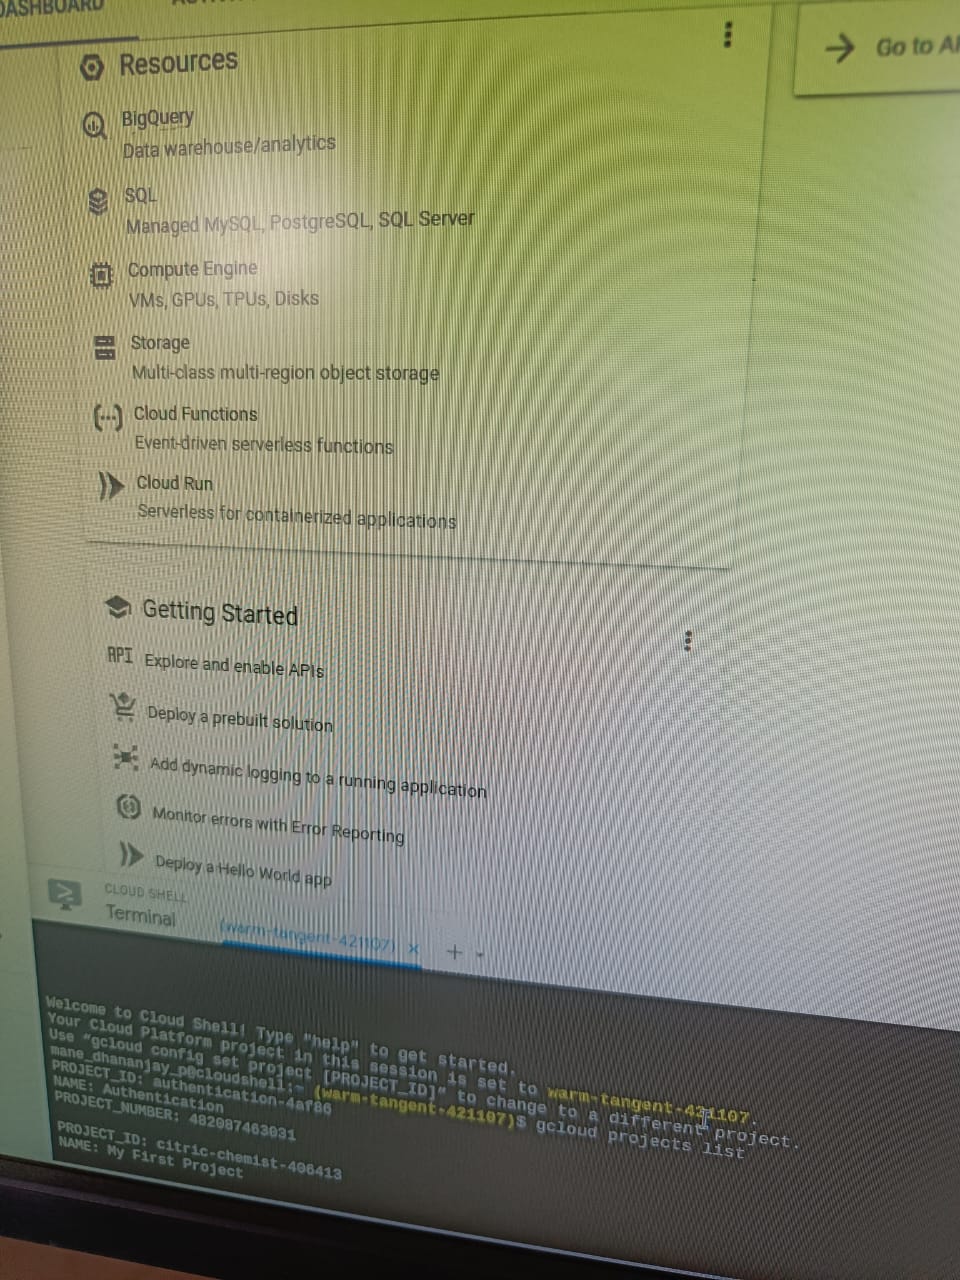 DASHBOARD
Resources
Go to
BigQuery
Data warehouse/analytics
SQL
Managed MySQL, PostgreSQL, SQL Server
Compute Engine
VMs, GPUs, TPUs, Disks
Storage
Multi-class multi-region object storage
Cloud Functions
Event-driven serverless functions
Cloud Run
Serverless for containerized applications
Getting Started
API Explore and enable APIs
Deploy a prebuilt solution
Add dynamic logging to a running application
Monitor errors with Error Reporting
Deploy a Hello World app
CLOUD SHELL
Terminal
(warm-tangent-421107) × +
Welcome to Cloud Shell! Type "help" to get started.
Your Cloud Platform project in this session is set to warm-tangent-421107.
Use "gcloud config set project [PROJECT_ID]" to change to a different project.
mane_dhananjay_p@cloudshell:~ (warm-tangent-421107)$ gcloud projects list
PROJECT_ID: authentication-4af86
NAME: Authentication
PROJECT_NUMBER: 482087463031
PROJECT_ID: citric-chemist-406413
NAME: My First Project